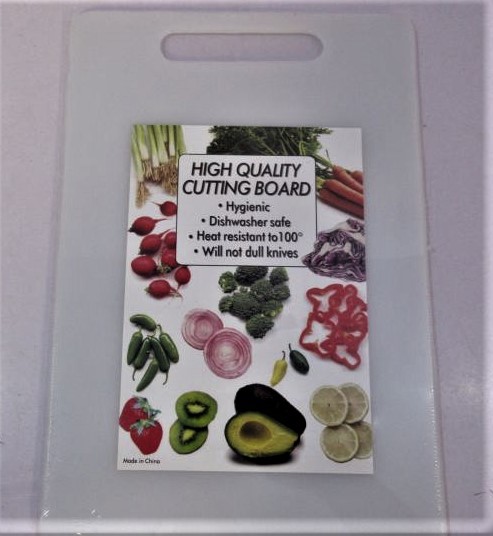 HIGH QUALITY
CUTTING BOARD
• Hygienic
• Dishwasher safe
• Heat resistant to100°
• Will not dull knives
Made in China